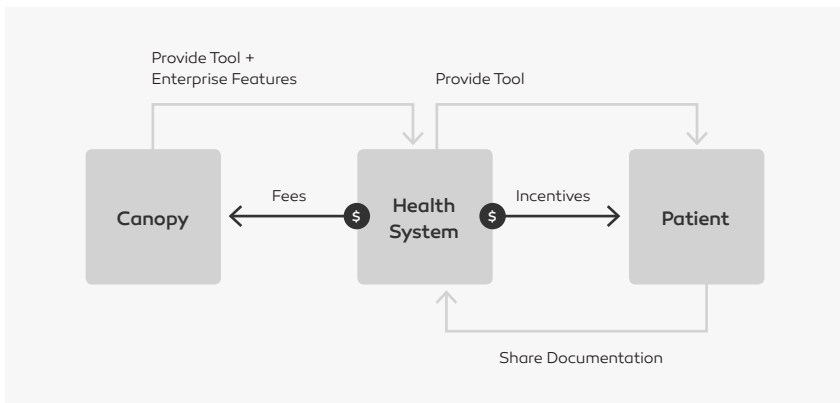 Provide Tool +
Enterprise Features
Provide Tool
Canopy
Fees
$
Health
System
$
Incentives
Patient
Share Documentation